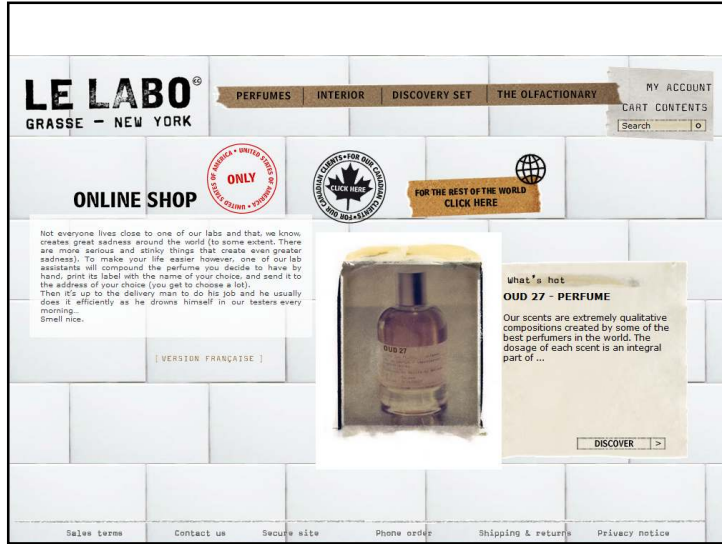 LE LABO
GRASSE – NEW YORK
PERFUMES
INTERIOR
DISCOVERY SET
THE OLFACTIONARY
MY ACCOUNT
CART CONTENTS
Search
ONLINE SHOP
UNITED STATES OF AMERICA • UNITED STATES OF AMERICA •
ONLY
FOR OUR CANADIAN CLIENTS • FOR OUR CANADIAN CLIENTS •
CLICK HERE
FOR THE REST OF THE WORLD
CLICK HERE
Not everyone lives close to one of our labs and that, we know,
creates great sadness around the world (to some extent. There
are more serious and stinky things that create even greater
sadness). To make your life easier however, one of our lab
assistants will compound the perfume you decide to have by
hand, print its label with the name of your choice, and send it to
the address of your choice (you get to choose a lot).
Then it's up to the delivery man to do his job and he usually
does it efficiently as he drowns himself in our testers every
morning...
Smell nice.
[ VERSION FRANÇAISE ]
OUD 27
What's hot
OUD 27 - PERFUME
Our scents are extremely qualitative
compositions created by some of the
best perfumers in the world. The
dosage of each scent is an integral
part of ...
DISCOVER >
Sales terms
Contact us
Secure site
Phone order
Shipping & returns
Privacy notice